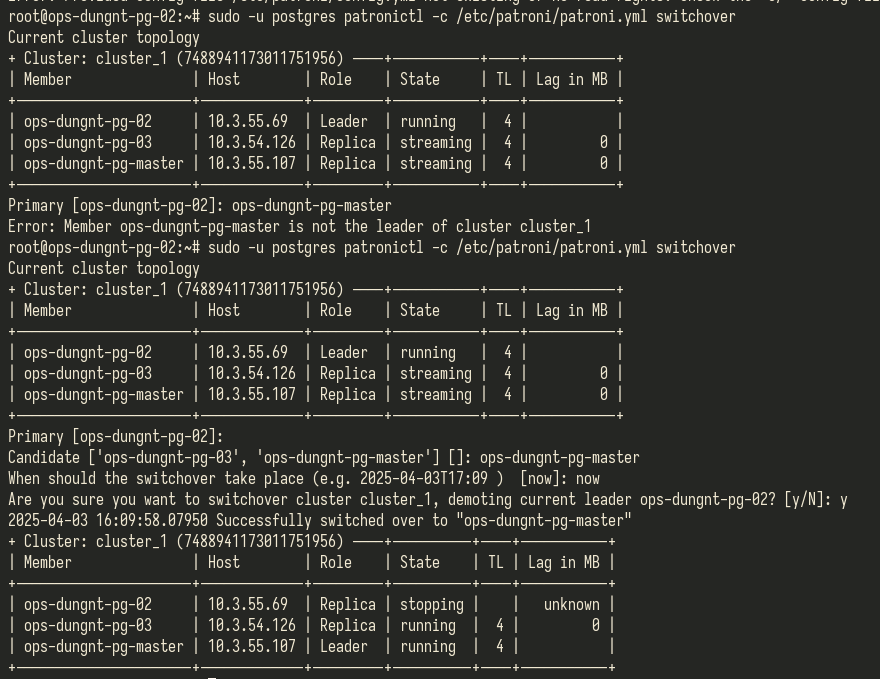 root@ops-dungnt-pg-02:~# sudo -u postgres patronictl -c /etc/patroni/patroni.yml switchover
Current cluster topology
+ Cluster: cluster_1 (7488941173011751956) ────+───────────+────+───────────+
| Member             | Host        | Role    | State     | TL | Lag in MB |
+────────────────────+─────────────+─────────+───────────+────+───────────+
| ops-dungnt-pg-02     | 10.3.55.69  | Leader  | running   |  4 |           |
| ops-dungnt-pg-03     | 10.3.54.126 | Replica | streaming |  4 |         0 |
| ops-dungnt-pg-master | 10.3.55.107 | Replica | streaming |  4 |         0 |
+──────────────────────+─────────────+─────────+───────────+────+───────────+
Primary [ops-dungnt-pg-02]: ops-dungnt-pg-master
Error: Member ops-dungnt-pg-master is not the leader of cluster cluster_1
root@ops-dungnt-pg-02:~# sudo -u postgres patronictl -c /etc/patroni/patroni.yml switchover
Current cluster topology
+ Cluster: cluster_1 (7488941173011751956) ────+───────────+────+───────────+
| Member               | Host        | Role    | State     | TL | Lag in MB |
+──────────────────────+─────────────+─────────+───────────+────+───────────+
| ops-dungnt-pg-02     | 10.3.55.69  | Leader  | running   |  4 |           |
| ops-dungnt-pg-03     | 10.3.54.126 | Replica | streaming |  4 |         0 |
| ops-dungnt-pg-master | 10.3.55.107 | Replica | streaming |  4 |         0 |
+──────────────────────+─────────────+─────────+───────────+────+───────────+
Primary [ops-dungnt-pg-02]:
Candidate ['ops-dungnt-pg-03', 'ops-dungnt-pg-master'] []: ops-dungnt-pg-master
When should the switchover take place (e.g. 2025-04-03T17:09 )  [now]: now
Are you sure you want to switchover cluster cluster_1, demoting current leader ops-dungnt-pg-02? [y/N]: y
2025-04-03 16:09:58.07950 Successfully switched over to "ops-dungnt-pg-master"
+ Cluster: cluster_1 (7488941173011751956) ────+──────────+────+───────────+
| Member               | Host        | Role    | State    | TL | Lag in MB |
+──────────────────────+─────────────+─────────+──────────+────+───────────+
| ops-dungnt-pg-02     | 10.3.55.69  | Replica | stopping |    |   unknown |
| ops-dungnt-pg-03     | 10.3.54.126 | Replica | running  |  4 |         0 |
| ops-dungnt-pg-master | 10.3.55.107 | Leader  | running  |  4 |           |
+──────────────────────+─────────────+─────────+──────────+────+───────────+